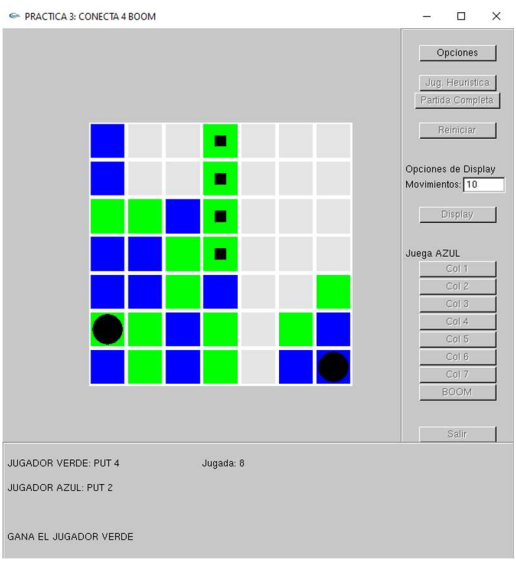 PRACTICA 3: CONECTA 4 BOOM
Opciones
Jug. Heuristica
Partida Completa
Reiniciar
Opciones de Display
Movimientos: 10
Display
Juega AZUL
Col 1
Col 2
Col 3
Col 4
Col 5
Col 6
Col 7
BOOM
Salir
JUGADOR VERDE: PUT 4 Jugada: 8
JUGADOR AZUL: PUT 2
GANA EL JUGADOR VERDE